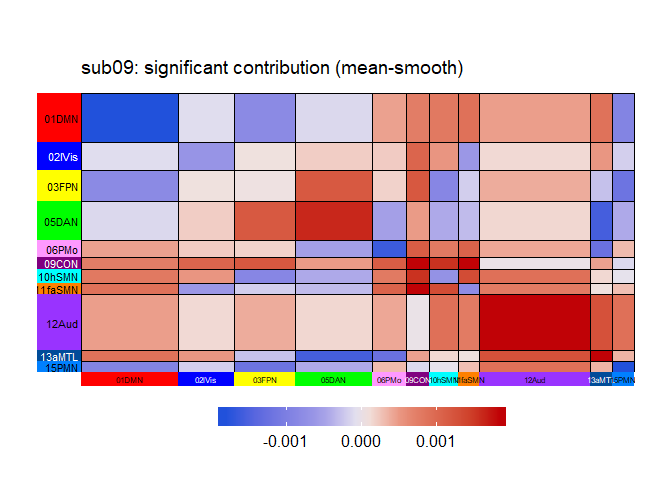 sub09: significant contribution (mean-smooth)
01DMN
02lVis
03FPN
05DAN
06PMo
09CON
10hSMN
11faSMN
12Aud
13aMTL
15PMN
01DMN 02lVis 03FPN 05DAN 06PMo 09CON 10hSMN 12Aud
-0.001 0.000 0.001